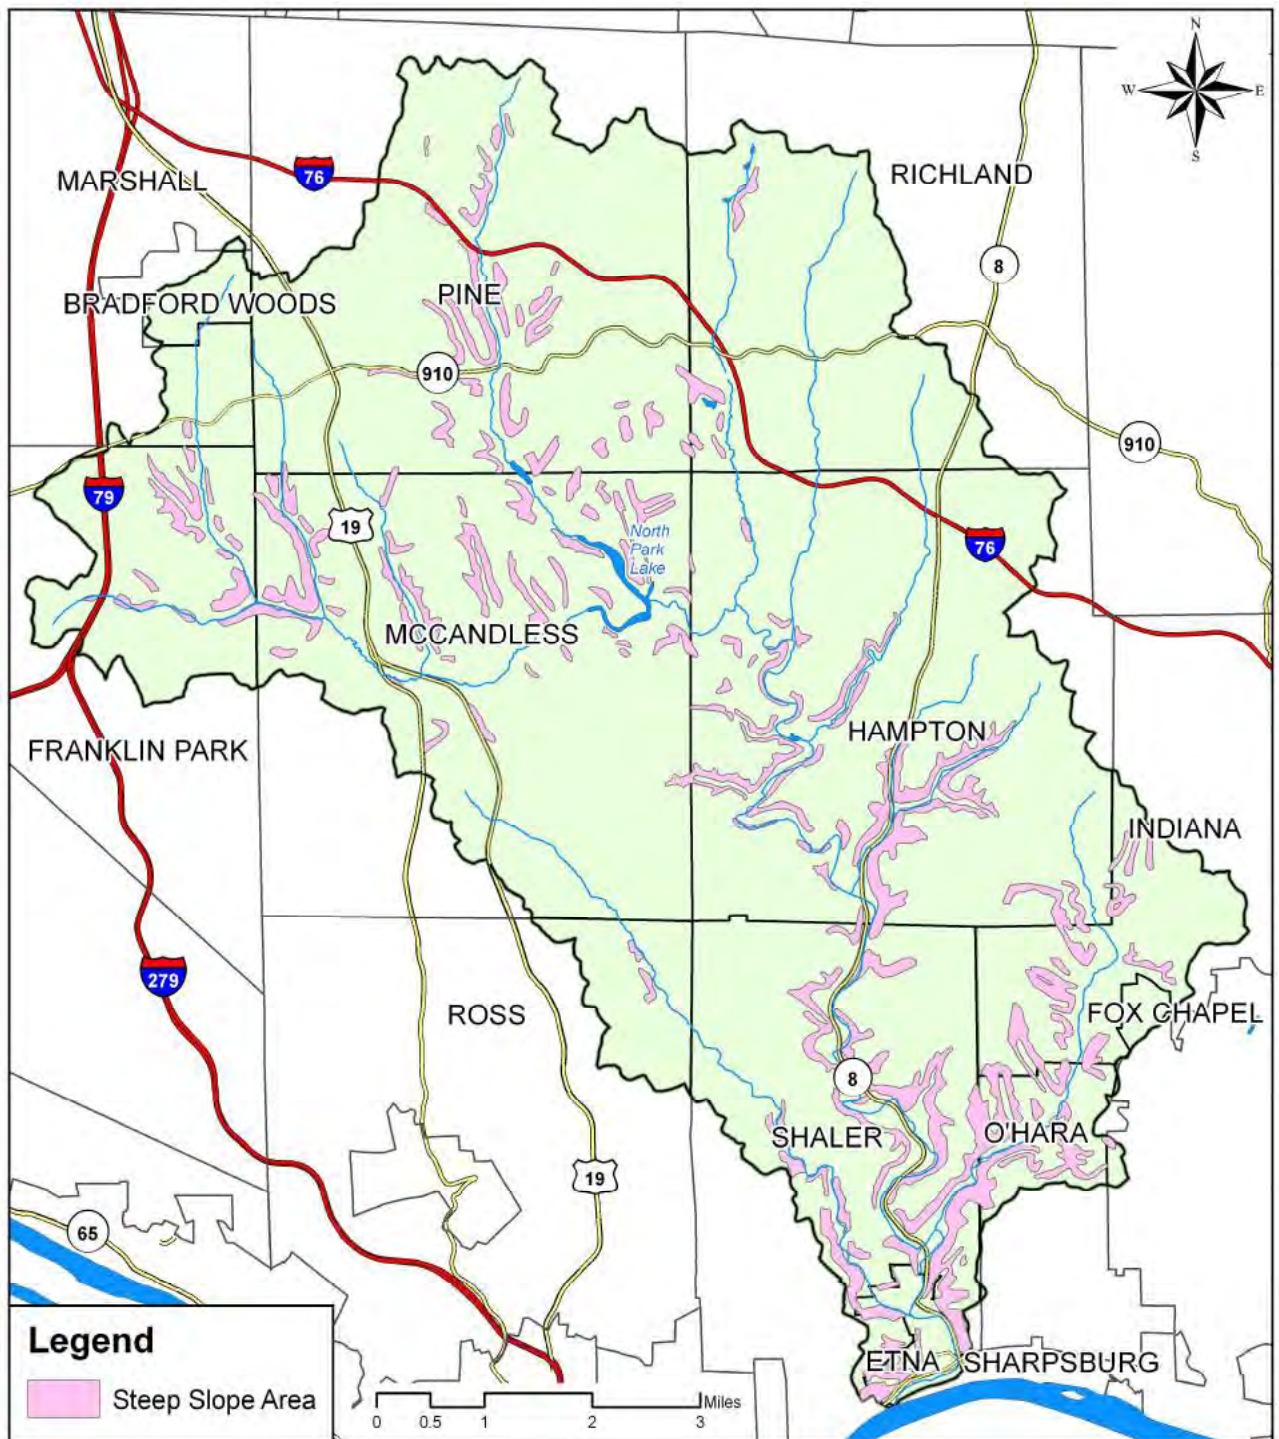 N
W E
S
MARSHALL
76
RICHLAND
8
BRADFORD WOODS
PINE
910
910
79
19
North
Park
Lake
76
MCCANDLESS
HAMPTON
FRANKLIN PARK
INDIANA
279
ROSS
FOX CHAPEL
8
SHALER
O'HARA
19
65
Legend
Steep Slope Area
ETNA
SHARPSBURG
Miles
0 0.5 1 2 3